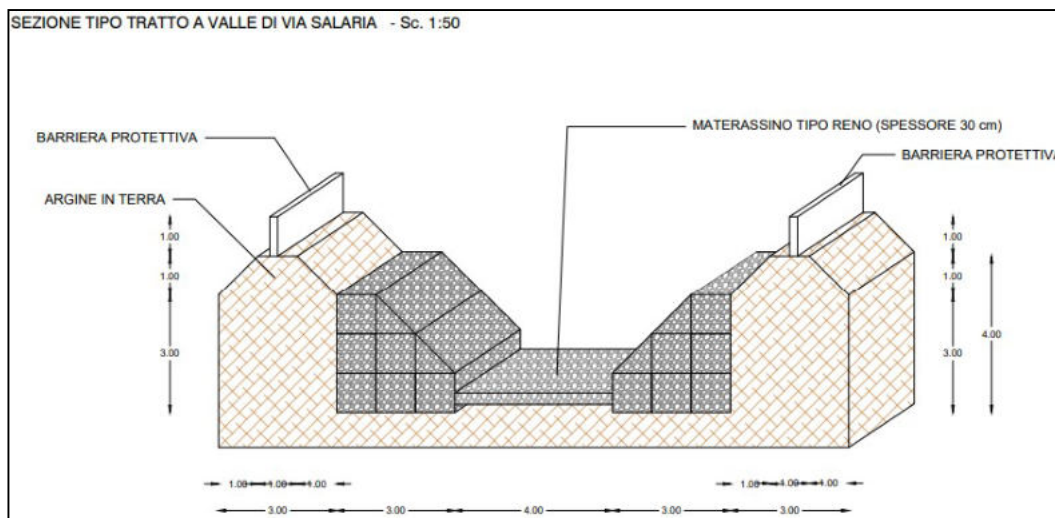 SEZIONE TIPO TRATTO A VALLE DI VIA SALARIA - Sc. 1:50
MATERASSINO TIPO RENO (SPESSORE 30 cm)
BARRIERA PROTETTIVA
BARRIERA PROTETTIVA
ARGINE IN TERRA
1.00
1.00
1.00
1.00
4.00
3.00
3.00
1.00 1.00 1.00
1.00 1.00 1.00
3.00 3.00 4.00 3.00 3.00